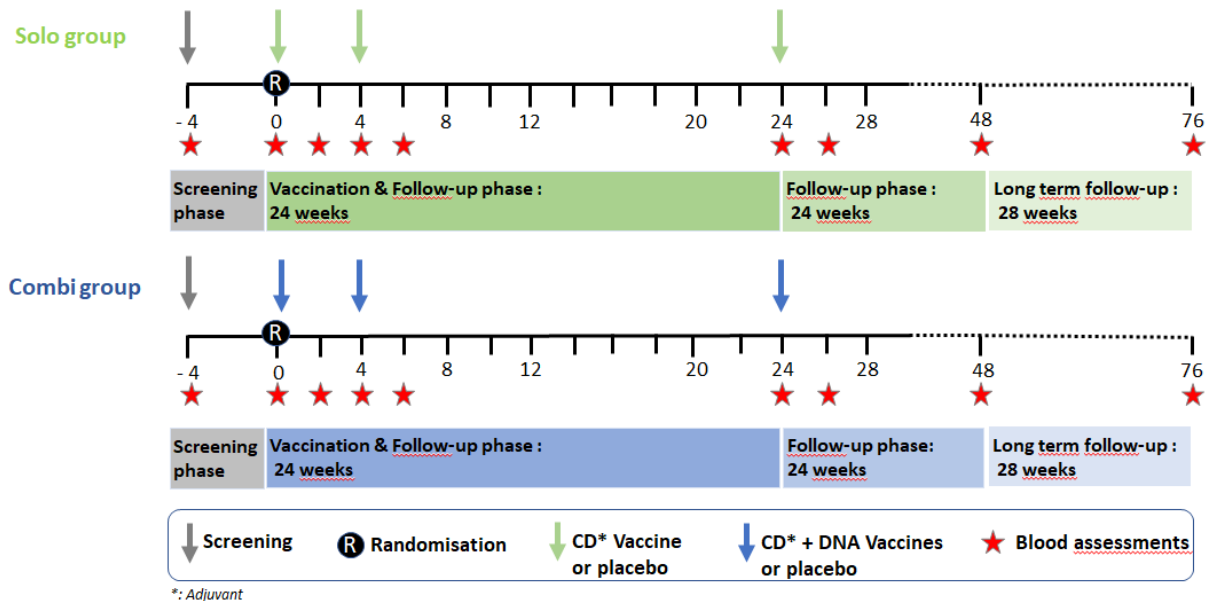 Solo group
R
- 4 0 4 8 12 20 24 28 48 76
Screening phase
Vaccination & Follow-up phase :
24 weeks
Follow-up phase :
24 weeks
Long term follow-up :
28 weeks
Combi group
R
- 4 0 4 8 12 20 24 28 48 76
Screening phase
Vaccination & Follow-up phase :
24 weeks
Follow-up phase:
24 weeks
Long term follow-up :
28 weeks
Screening
R Randomisation
CD* Vaccine
or placebo
CD* + DNA Vaccines
or placebo
Blood assessments
*: Adjuvant